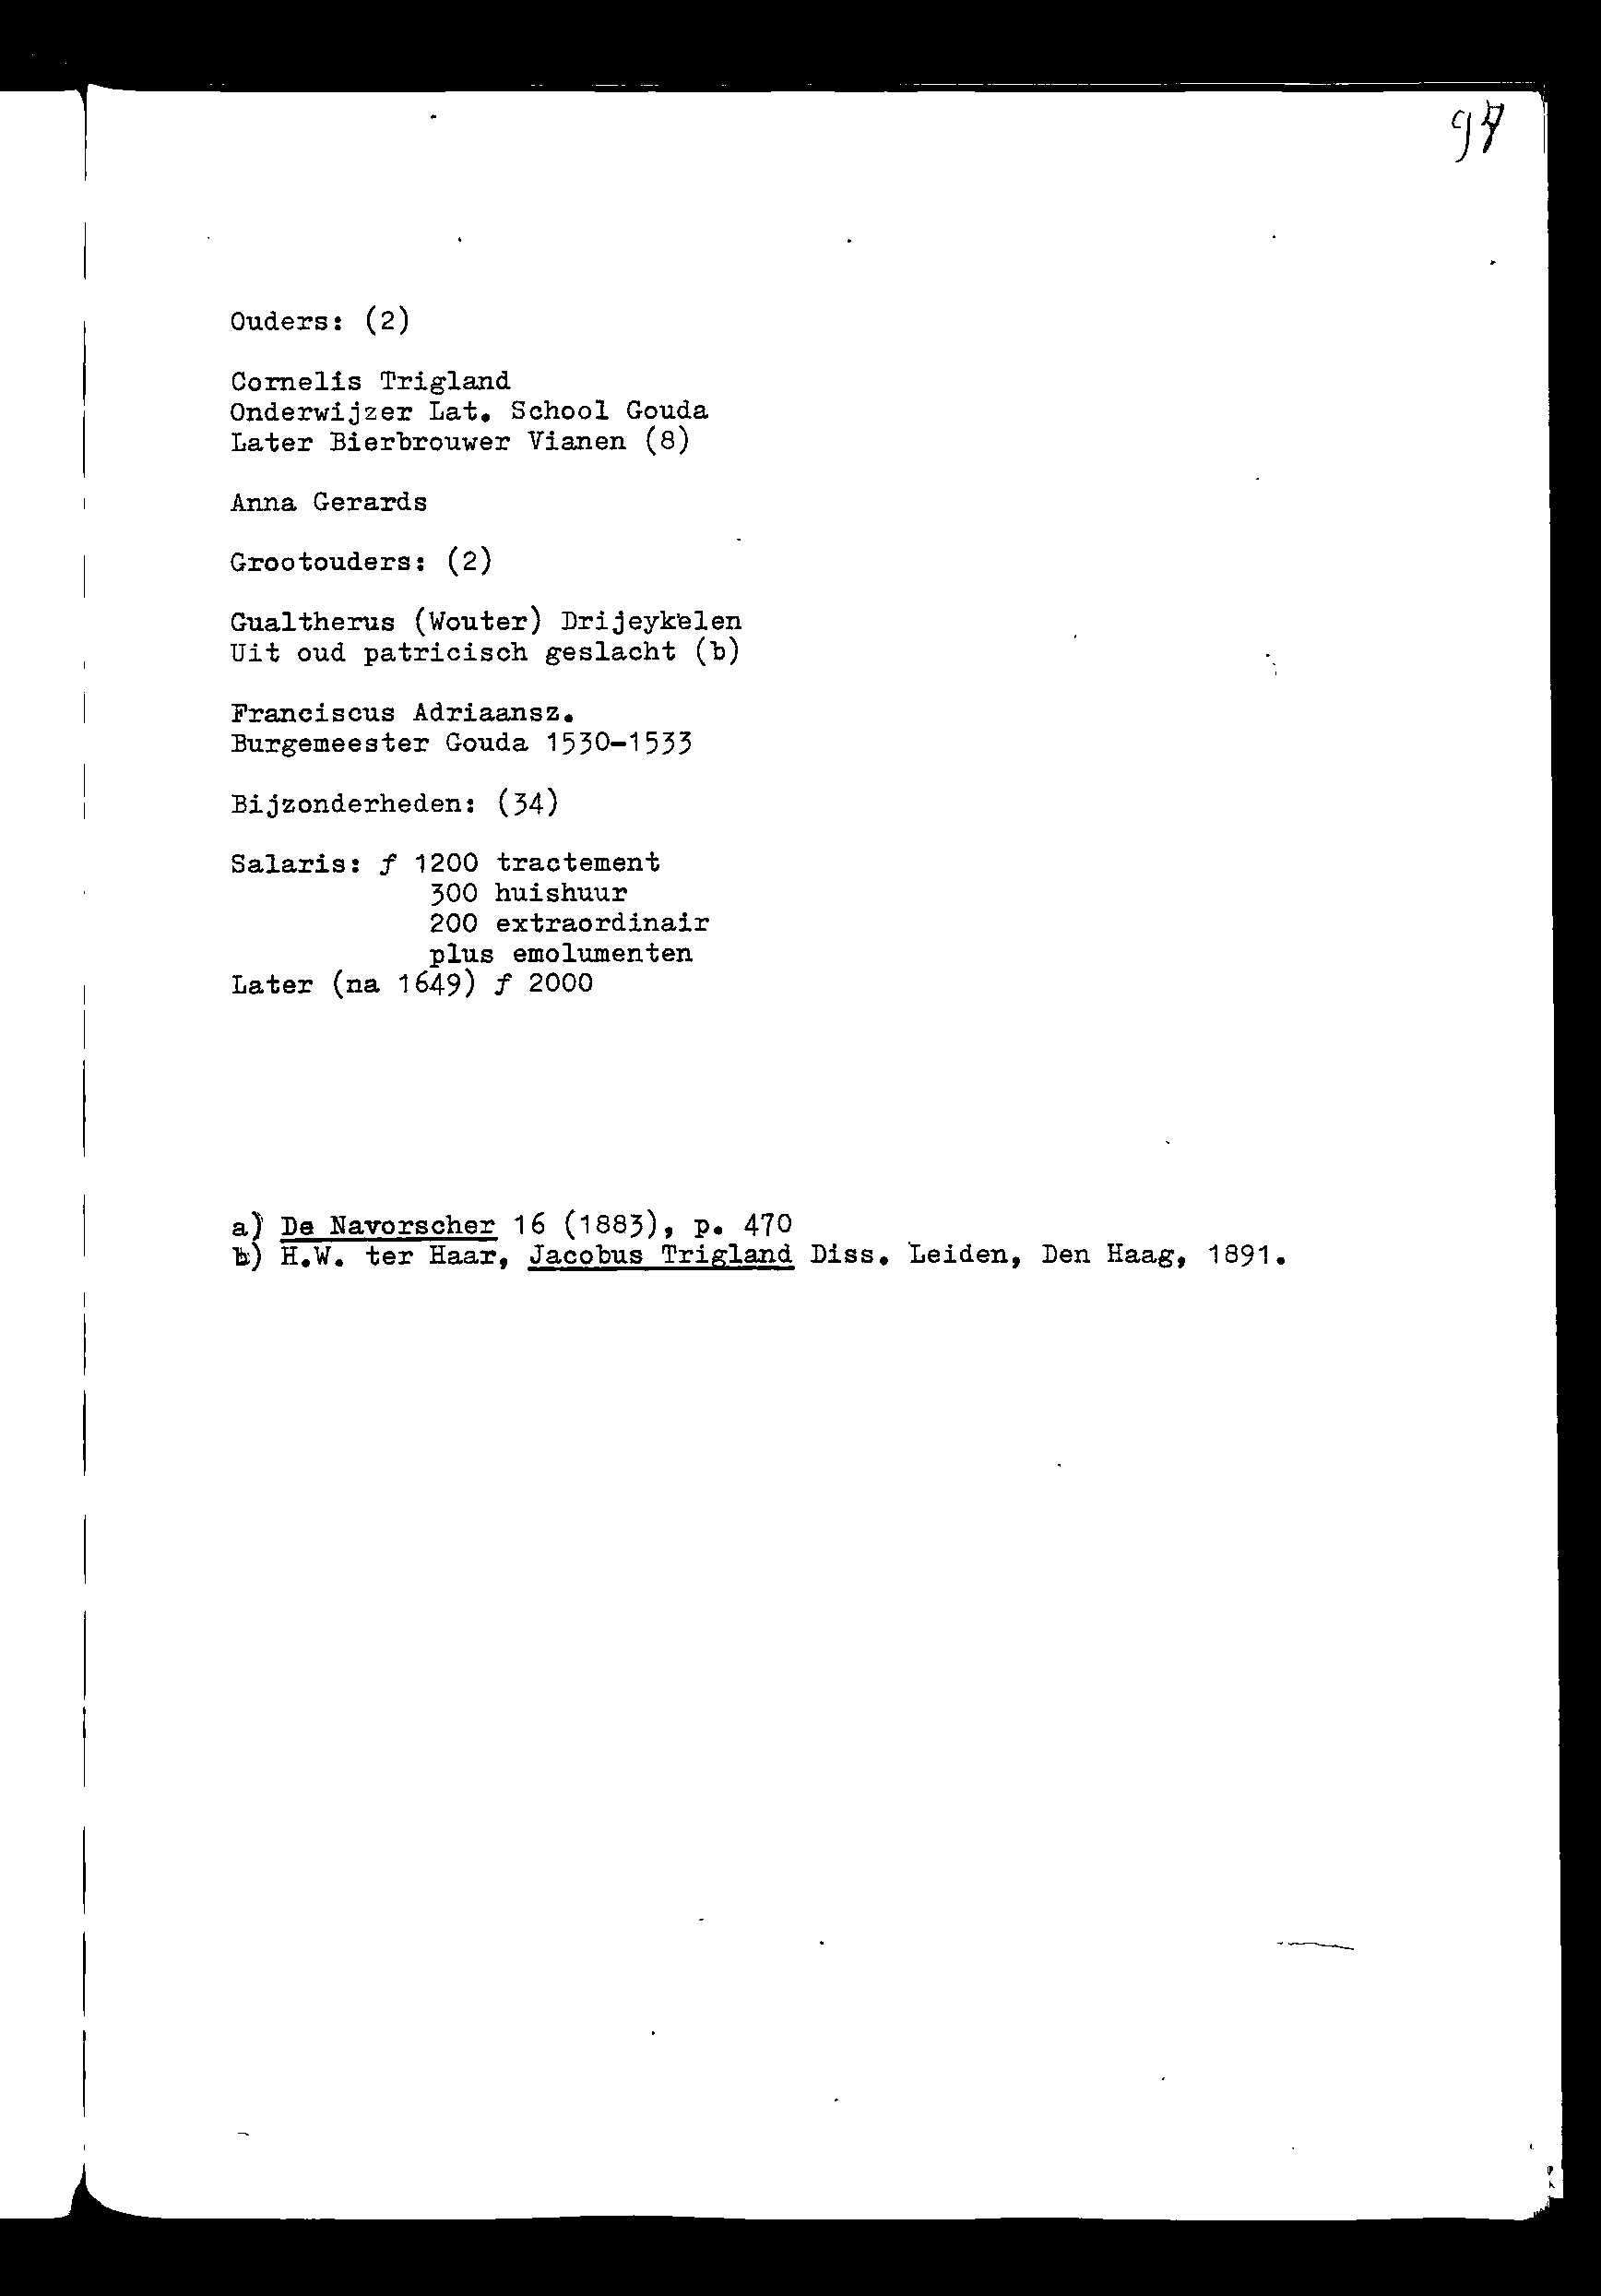 97
Ouders: (2)
Cornelis Trigland
Onderwijzer Lat. School Gouda
Later Bierbrouwer Vianen (8)
Anna Gerards
Grootouders: (2)
Gualtherus (Wouter) Drijeykelen
Uit oud patricisch geslacht (b)
Franciscus Adriaansz.
Burgemeester Gouda 1530-1533
Bijzonderheden: (34)
Salaris: ƒ 1200 tractement
300 huishuur
200 extraordinair
plus emolumenten
Later (na 1649) ƒ 2000
a) De Navorscher 16 (1883), p. 470
b) H.W. ter Haar, Jacobus Trigland Diss. Leiden, Den Haag, 1891.